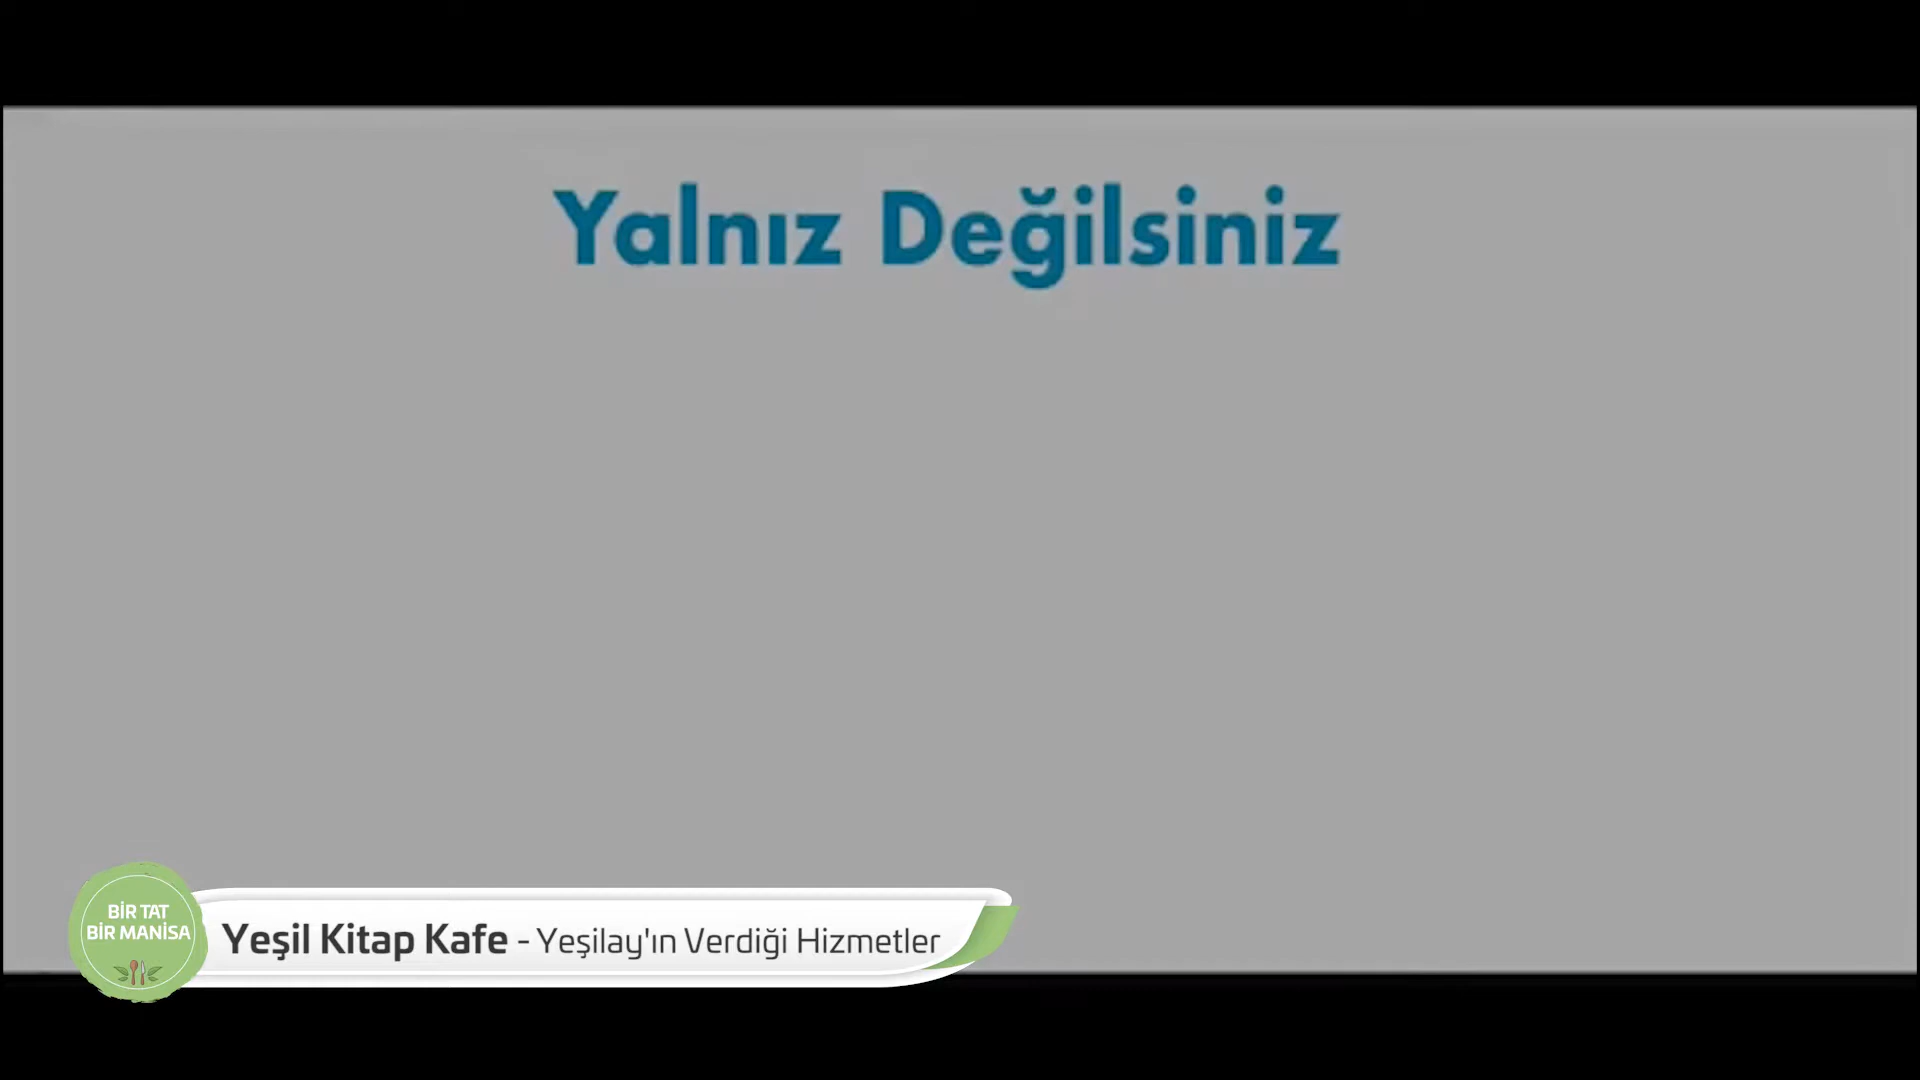 Yalnız Değilsiniz
BİR TAT
BİR MANİSA
Yeşil Kitap Kafe - Yeşilay'ın Verdiği Hizmetler